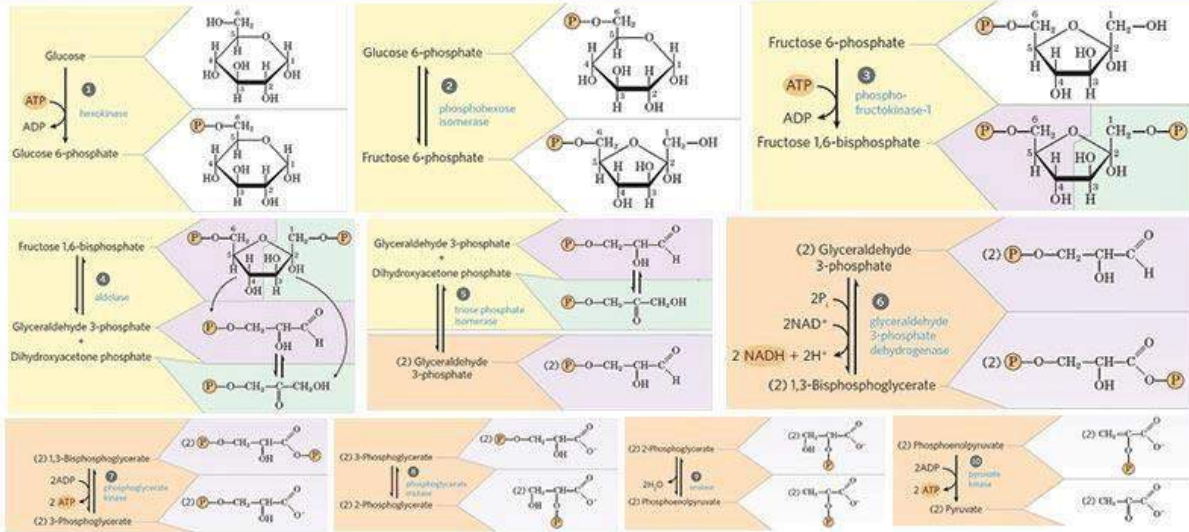 Glucose
1
ATP
hexokinase
ADP
Glucose 6-phosphate
Glucose 6-phosphate
2
phosphohexose
isomerase
Fructose 6-phosphate
Fructose 6-phosphate
3
ATP
phospho-
fructokinase-1
ADP
Fructose 1,6-bisphosphate
Fructose 1,6-bisphosphate
4
aldolase
Glyceraldehyde 3-phosphate
+
Dihydroxyacetone phosphate
Glyceraldehyde 3-phosphate
+
Dihydroxyacetone phosphate
5
triose phosphate
isomerase
(2) Glyceraldehyde
3-phosphate
(2) Glyceraldehyde
3-phosphate
2Pi
6
2NAD+
glyceraldehyde
3-phosphate
dehydrogenase
2 NADH + 2H+
(2) 1,3-Bisphosphoglycerate
(2) 1,3-Bisphosphoglycerate
2ADP
7
phosphoglycerate
kinase
2 ATP
(2) 3-Phosphoglycerate
(2) 3-Phosphoglycerate
8
phosphoglycerate
mutase
(2) 2-Phosphoglycerate
(2) 2-Phosphoglycerate
9
2H2O
enolase
(2) Phosphoenolpyruvate
(2) Phosphoenolpyruvate
2ADP
10
pyruvate
kinase
2 ATP
(2) Pyruvate